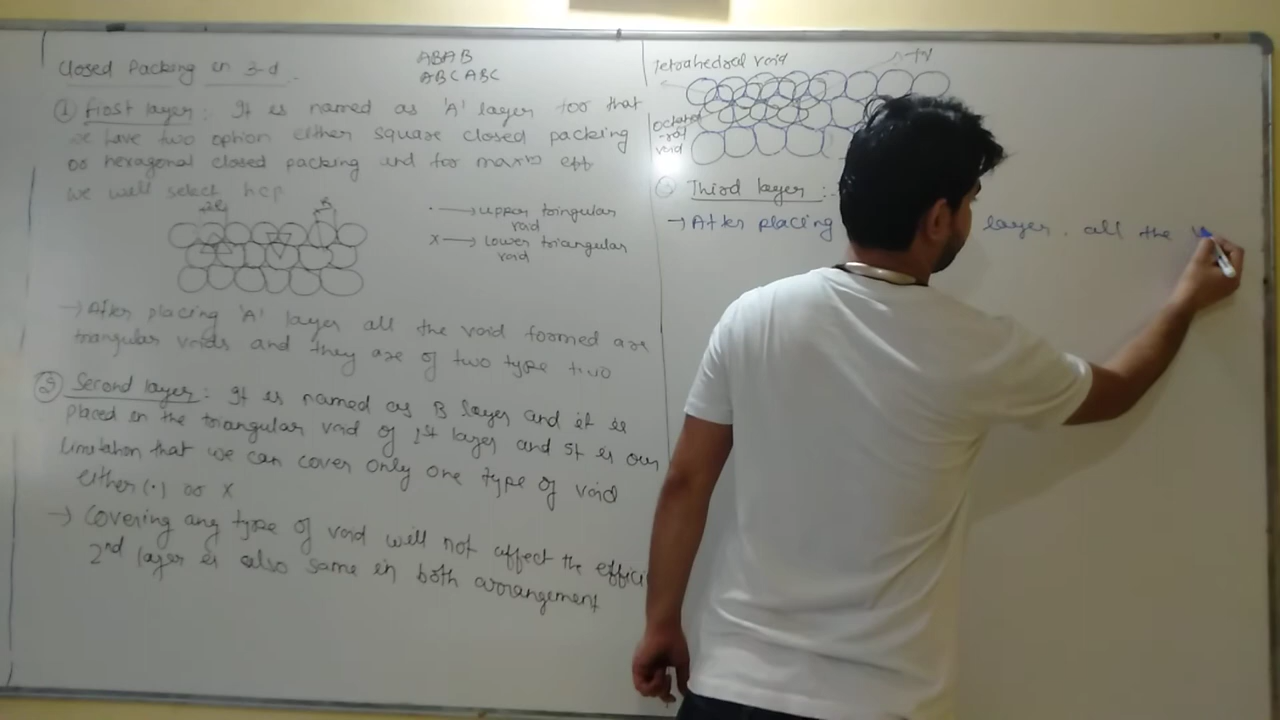 Closed Packing in 3-d
ABAB
ABCABC
① First layer : It is named as 'A' layer for that
we have two option either square closed packing
or hexagonal closed packing and for max^m eff
we will select hcp
2R
R
. → upper triangular
void
x → lower triangular
void
→ After placing 'A' layer all the void formed are
triangular voids and they are of two type
② Second layer : It is named as B layer and it is
placed in the triangular void of 1st layer and it is our
limitation that we can cover only one type of void
either (.) or x
→ Covering any type of void will not affect the effici
2nd layer is also same in both arrangement
Tetrahedral void
Octahed
-ral
void
Third layer :-
→ After placing layer, all the